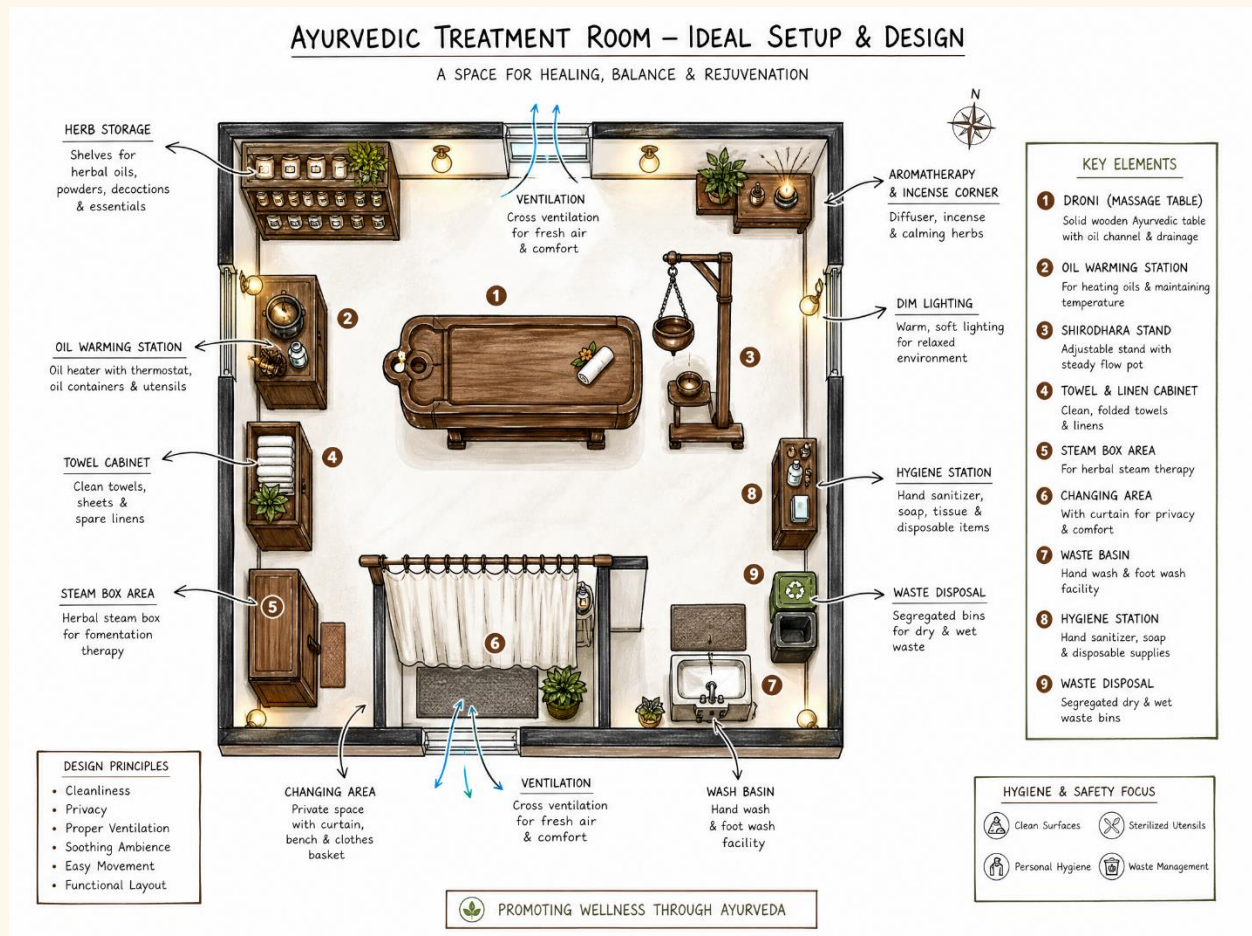 AYURVEDIC TREATMENT ROOM – IDEAL SETUP & DESIGN
A SPACE FOR HEALING, BALANCE & REJUVENATION
N
HERB STORAGE
Shelves for
herbal oils,
powders, decoctions
& essentials
OIL WARMING STATION
Oil heater with thermostat,
oil containers & utensils
TOWEL CABINET
Clean towels,
sheets &
spare linens
STEAM BOX AREA
Herbal steam box
for fomentation
therapy
VENTILATION
Cross ventilation
for fresh air
& comfort
1
2
3
4
5
6
7
8
9
AROMATHERAPY
& INCENSE CORNER
Diffuser, incense
& calming herbs
DIM LIGHTING
Warm, soft lighting
for relaxed
environment
HYGIENE STATION
Hand sanitizer,
soap, tissue &
disposable items
WASTE DISPOSAL
Segregated bins
for dry & wet
waste
CHANGING AREA
Private space
with curtain,
bench & clothes
basket
VENTILATION
Cross ventilation
for fresh air
& comfort
WASH BASIN
Hand wash
& foot wash
facility
KEY ELEMENTS
1 DRONI (MASSAGE TABLE)
Solid wooden Ayurvedic table
with oil channel & drainage
2 OIL WARMING STATION
For heating oils & maintaining
temperature
3 SHIRODHARA STAND
Adjustable stand with
steady flow pot
4 TOWEL & LINEN CABINET
Clean, folded towels
& linens
5 STEAM BOX AREA
For herbal steam therapy
6 CHANGING AREA
With curtain for privacy
& comfort
7 WASTE BASIN
Hand wash & foot wash
facility
8 HYGIENE STATION
Hand sanitizer, soap
& disposable supplies
9 WASTE DISPOSAL
Segregated dry & wet
waste bins
DESIGN PRINCIPLES
• Cleanliness
• Privacy
• Proper Ventilation
• Soothing Ambience
• Easy Movement
• Functional Layout
HYGIENE & SAFETY FOCUS
Clean Surfaces
Sterilized Utensils
Personal Hygiene
Waste Management
PROMOTING WELLNESS THROUGH AYURVEDA